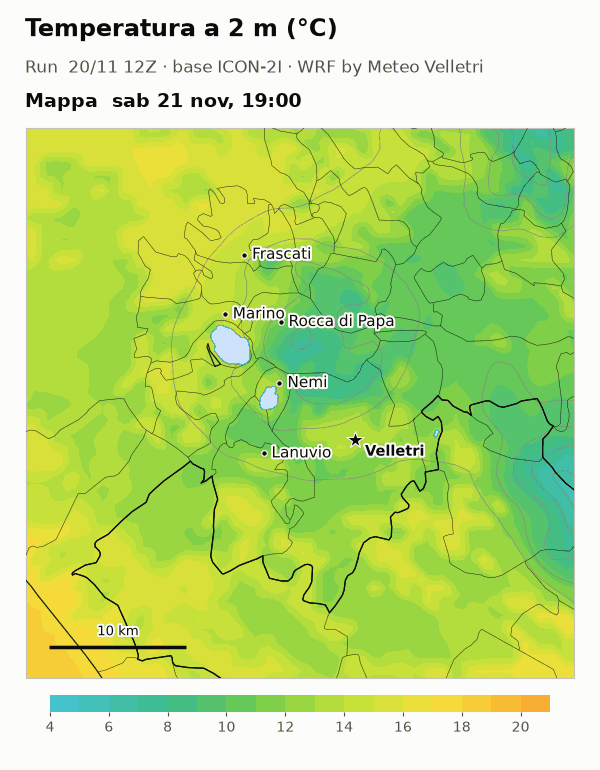 Temperatura a 2 m (°C)
Run  20/11 12Z · base ICON-2I · WRF by Meteo Velletri
Mappa  sab 21 nov, 19:00
Frascati
Marino
Rocca di Papa
Nemi
Velletri
Lanuvio
10 km
4 6 8 10 12 14 16 18 20